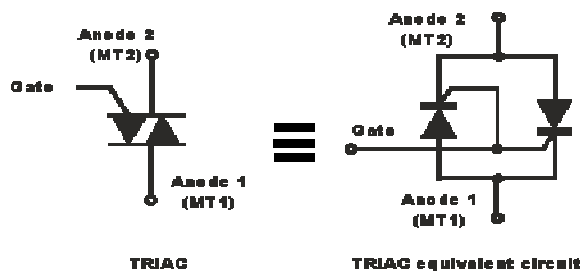 Anode 2
(MT2)
Gate
Anode 1
(MT1)
TRIAC
Anode 2
(MT2)
Gate
Anode 1
(MT1)
TRIAC equivalent circuit